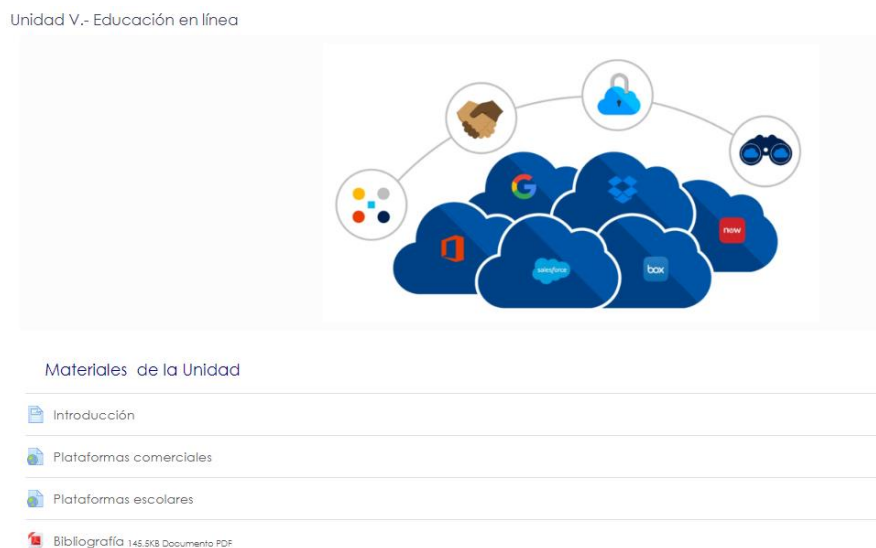 Unidad V.- Educación en línea
G
now
salesforce
box
Materiales de la Unidad
Introducción
Plataformas comerciales
Plataformas escolares
Bibliografía 145.5KB Documento PDF